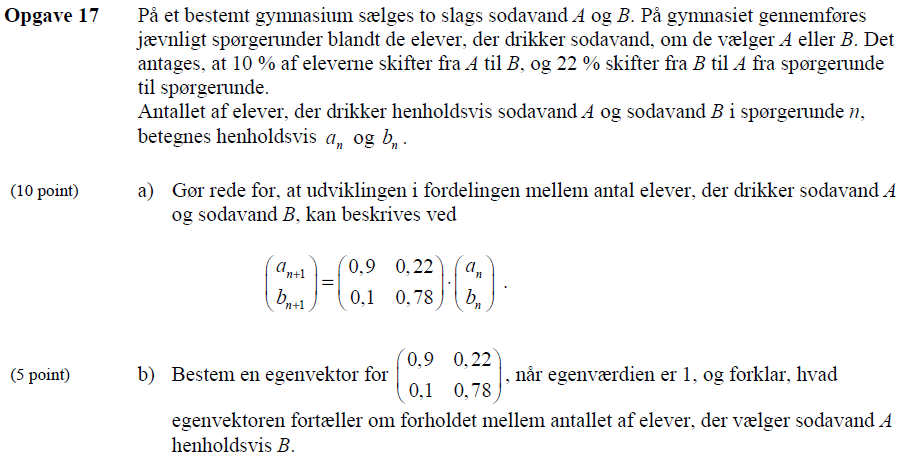 Opgave 17 På et bestemt gymnasium sælges to slags sodavand A og B. På gymnasiet gennemføres
jævnligt spørgerunder blandt de elever, der drikker sodavand, om de vælger A eller B. Det
antages, at 10 % af eleverne skifter fra A til B, og 22 % skifter fra B til A fra spørgerunde
til spørgerunde.
Antallet af elever, der drikker henholdsvis sodavand A og sodavand B i spørgerunde n,
betegnes henholdsvis aₙ og bₙ.
(10 point) a) Gør rede for, at udviklingen i fordelingen mellem antal elever, der drikker sodavand A
og sodavand B, kan beskrives ved
(aₙ₊₁ bₙ₊₁) = (0,9 0,22 0,1 0,78) · (aₙ bₙ) .
(5 point) b) Bestem en egenvektor for (0,9 0,22 0,1 0,78), når egenværdien er 1, og forklar, hvad
egenvektoren fortæller om forholdet mellem antallet af elever, der vælger sodavand A
henholdsvis B.